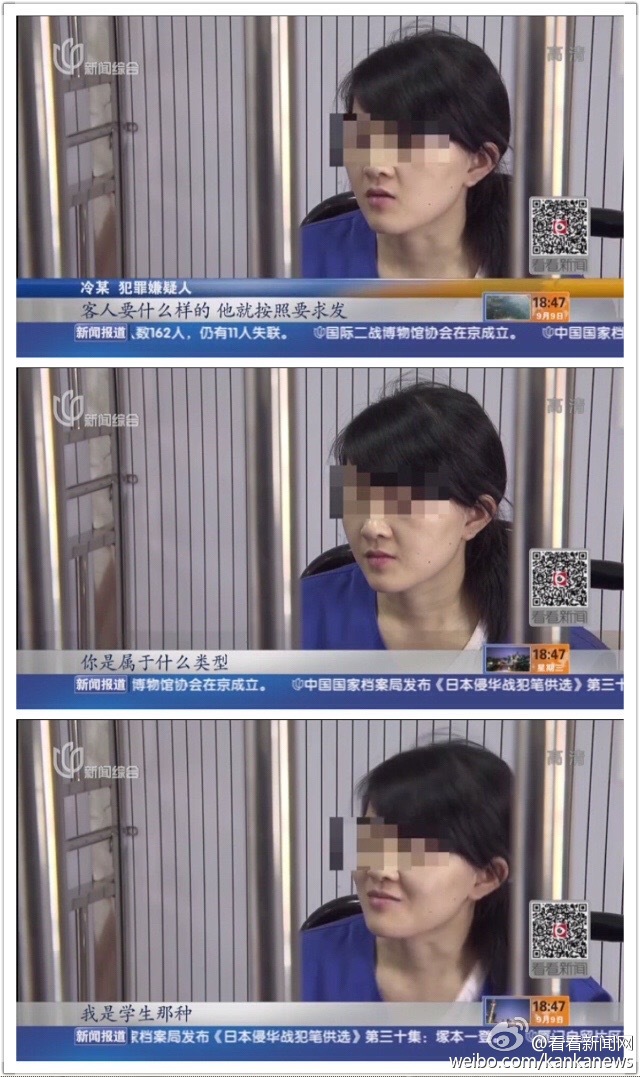 新闻综合
高清
看看新闻
冷某 犯罪嫌疑人
客人要什么样的 他就按照要求发
18:47
9月9日
新闻报道
人数162人，仍有11人失联。 国际二战博物馆协会在京成立。 中国国家档
新闻综合
高清
看看新闻
你是属于什么类型
18:47
星期三
新闻报道
博物馆协会在京成立。 中国国家档案局发布《日本侵华战犯笔供选》第三十
新闻综合
高清
看看新闻
我是学生那种
18:47
9月9日
新闻报道
家档案局发布《日本侵华战犯笔供选》第三十集：塚本一登
@看看新闻网
weibo.com/kankanews